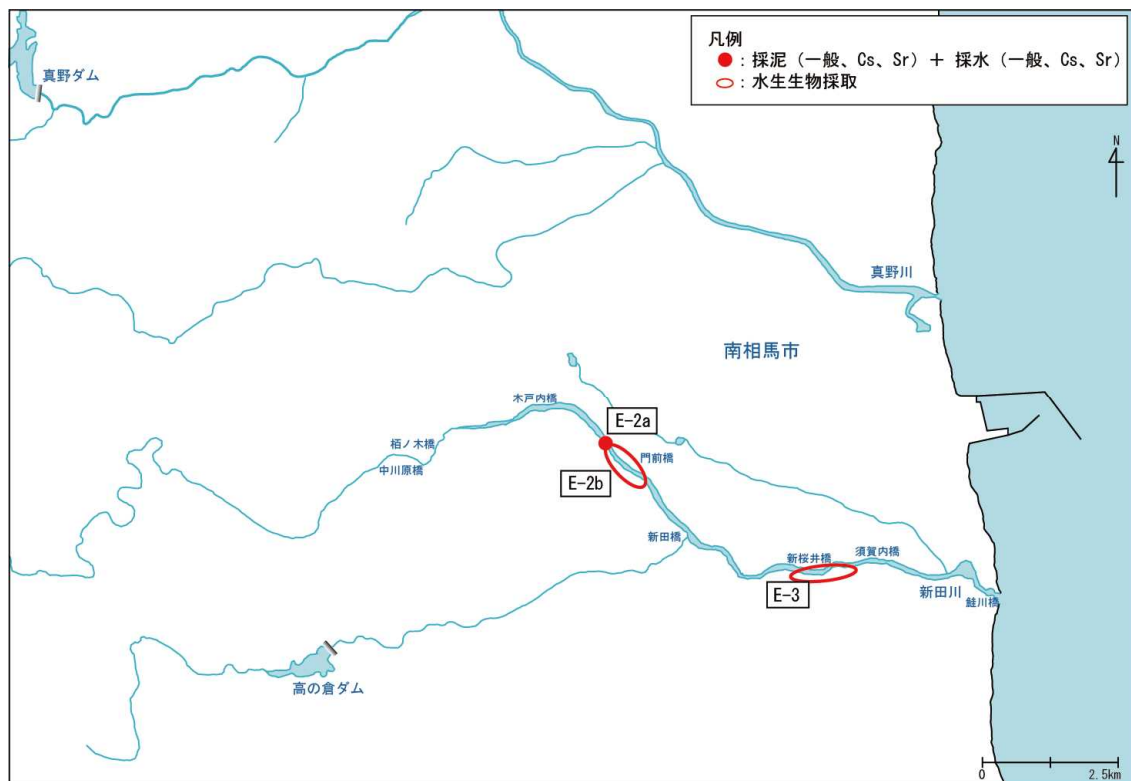 凡例
: 採泥（一般、Cs、Sr）＋ 採水（一般、Cs、Sr）
: 水生生物採取
真野ダム
N
真野川
南相馬市
木戸内橋
E-2a
栢ノ木橋
門前橋
中川原橋
E-2b
新田橋
新桜井橋
須賀内橋
E-3
新田川
鮭川橋
高の倉ダム
0
2.5km